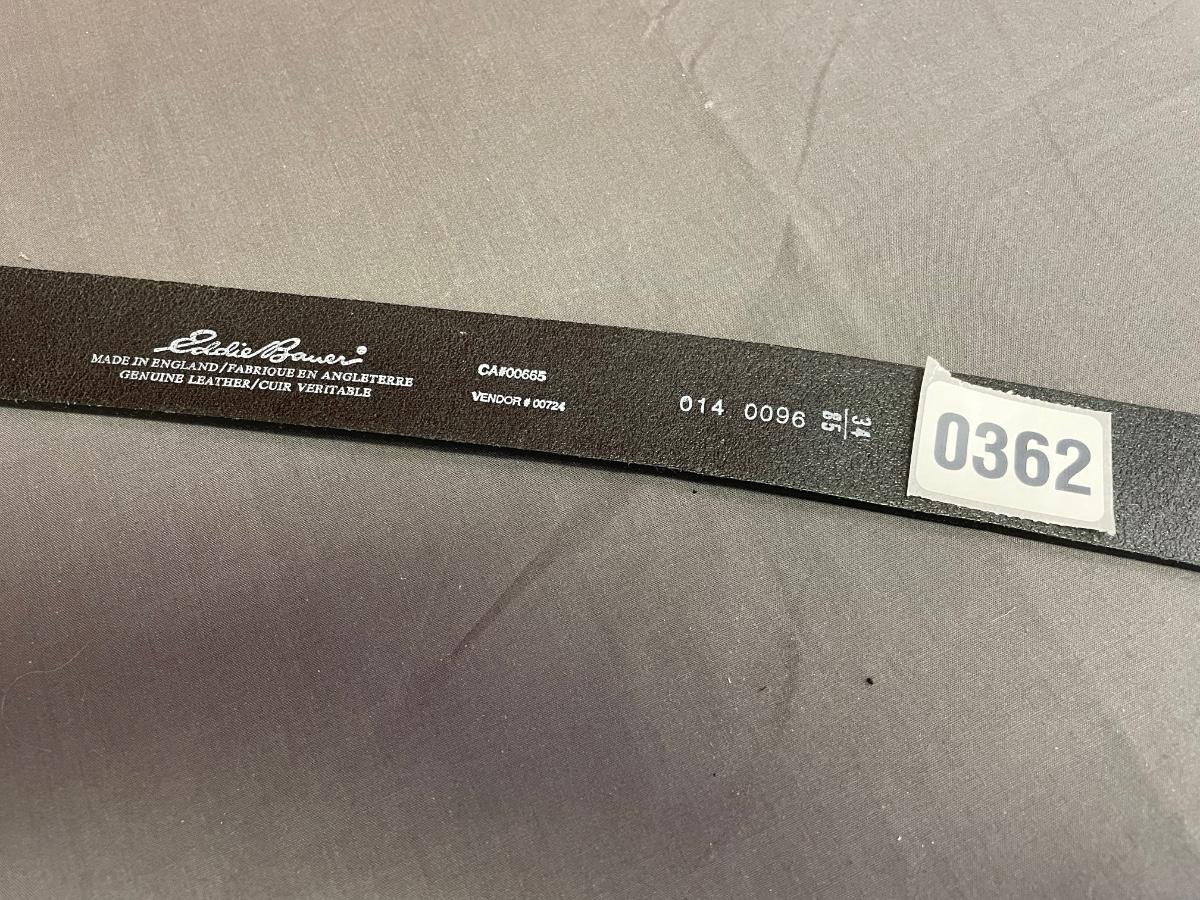 Eddie Bauer®
MADE IN ENGLAND/FABRIQUE EN ANGLETERRE
GENUINE LEATHER/CUIR VERITABLE
CA#00665
VENDOR # 00724
014 0096
34
85
0362